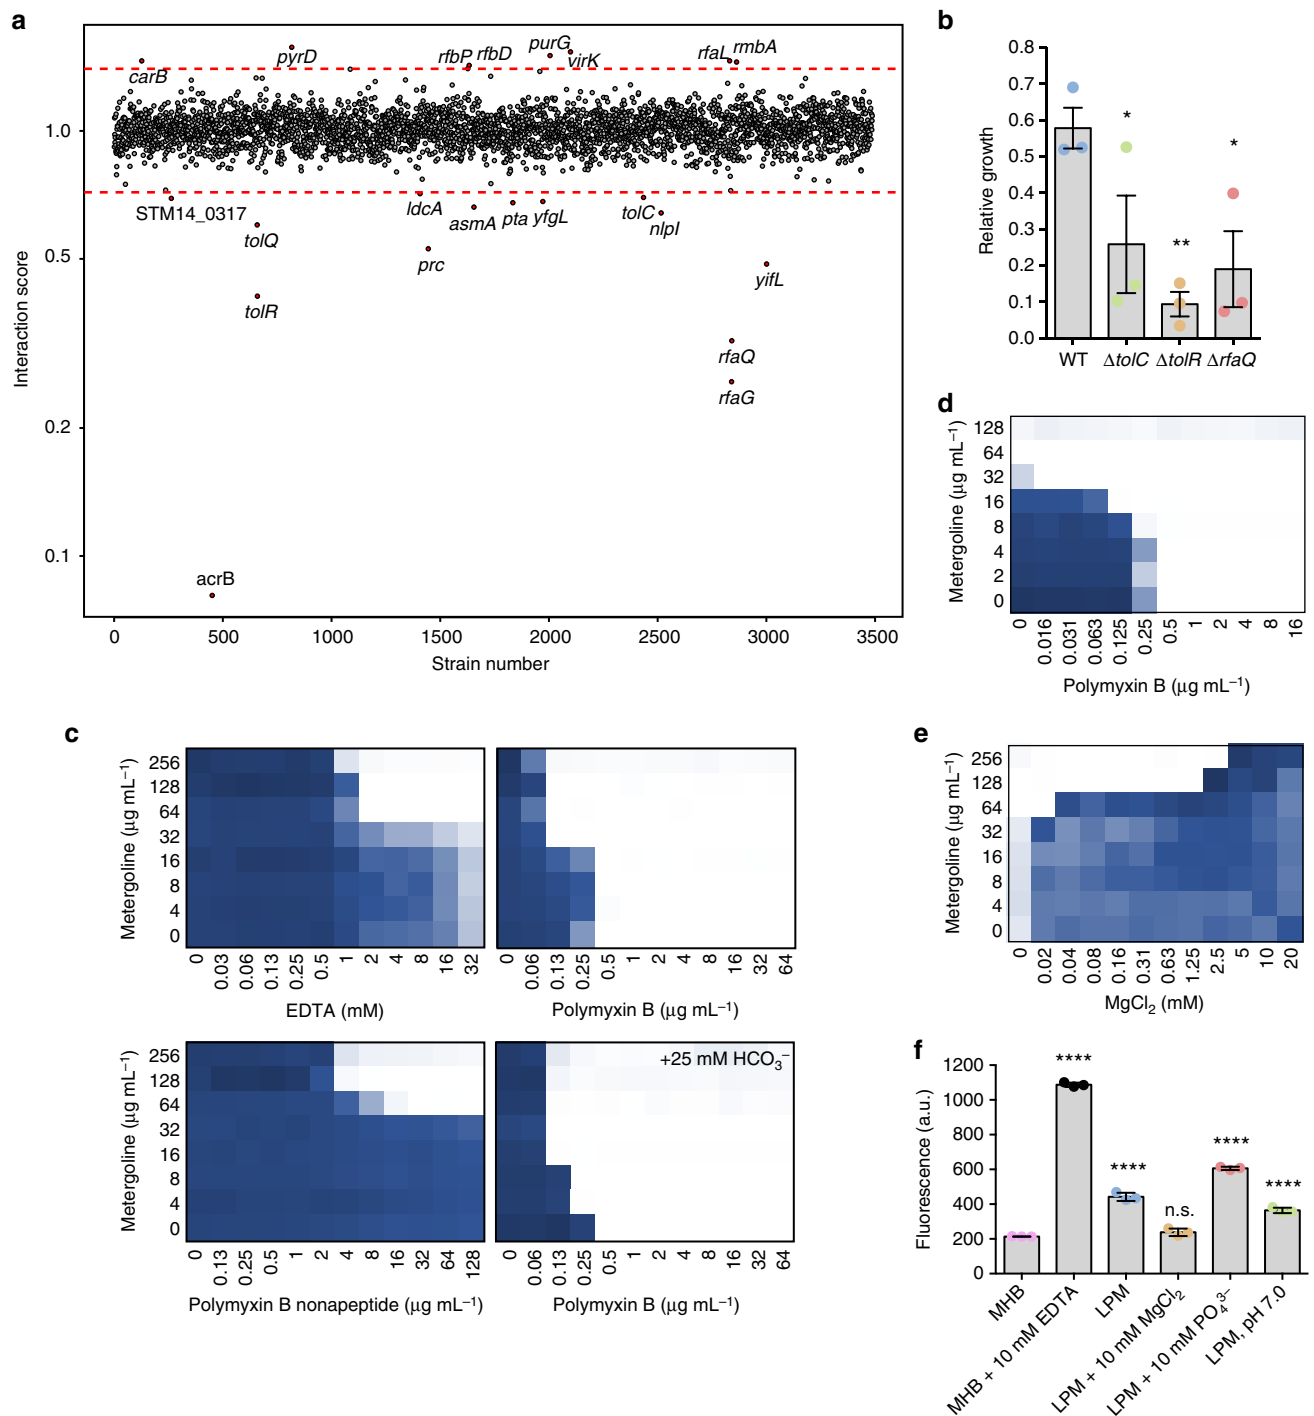 a
carB
pyrD
rfbP rfbD
purG
virK
rfaL rmbA
1.0
0.5
0.2
0.1
Interaction score
STM14_0317
tolQ
tolR
ldcA
prc
asmA pta yfgL
tolC
nlpI
yifL
rfaQ
rfaG
acrB
0 500 1000 1500 2000 2500 3000 3500
Strain number
b
0.8
0.7
0.6
0.5
0.4
0.3
0.2
0.1
0.0
Relative growth
* ** *
WT ΔtolC ΔtolR ΔrfaQ
d
Metergoline (μg mL⁻¹)
128
64
32
16
8
4
2
0
0 0.016 0.031 0.063 0.125 0.25 0.5 1 2 4 8 16
Polymyxin B (μg mL⁻¹)
c
Metergoline (μg mL⁻¹)
256
128
64
32
16
8
4
0
0 0.03 0.06 0.13 0.25 0.5 1 2 4 8 16 32
EDTA (mM)
0 0.06 0.13 0.25 0.5 1 2 4 8 16 32 64
Polymyxin B (μg mL⁻¹)
Metergoline (μg mL⁻¹)
256
128
64
32
16
8
4
0
0 0.13 0.25 0.5 1 2 4 8 16 32 64 128
Polymyxin B nonapeptide (μg mL⁻¹)
+25 mM HCO₃⁻
0 0.06 0.13 0.25 0.5 1 2 4 8 16 32 64
Polymyxin B (μg mL⁻¹)
e
Metergoline (μg mL⁻¹)
256
128
64
32
16
8
4
0
0 0.02 0.04 0.08 0.16 0.31 0.63 1.25 2.5 5 10 20
MgCl₂ (mM)
f
1200
1000
800
600
400
200
0
Fluorescence (a.u.)
**** **** n.s. **** ****
MHB
MHB + 10 mM EDTA
LPM
LPM + 10 mM MgCl₂
LPM + 10 mM PO₄³⁻
LPM, pH 7.0